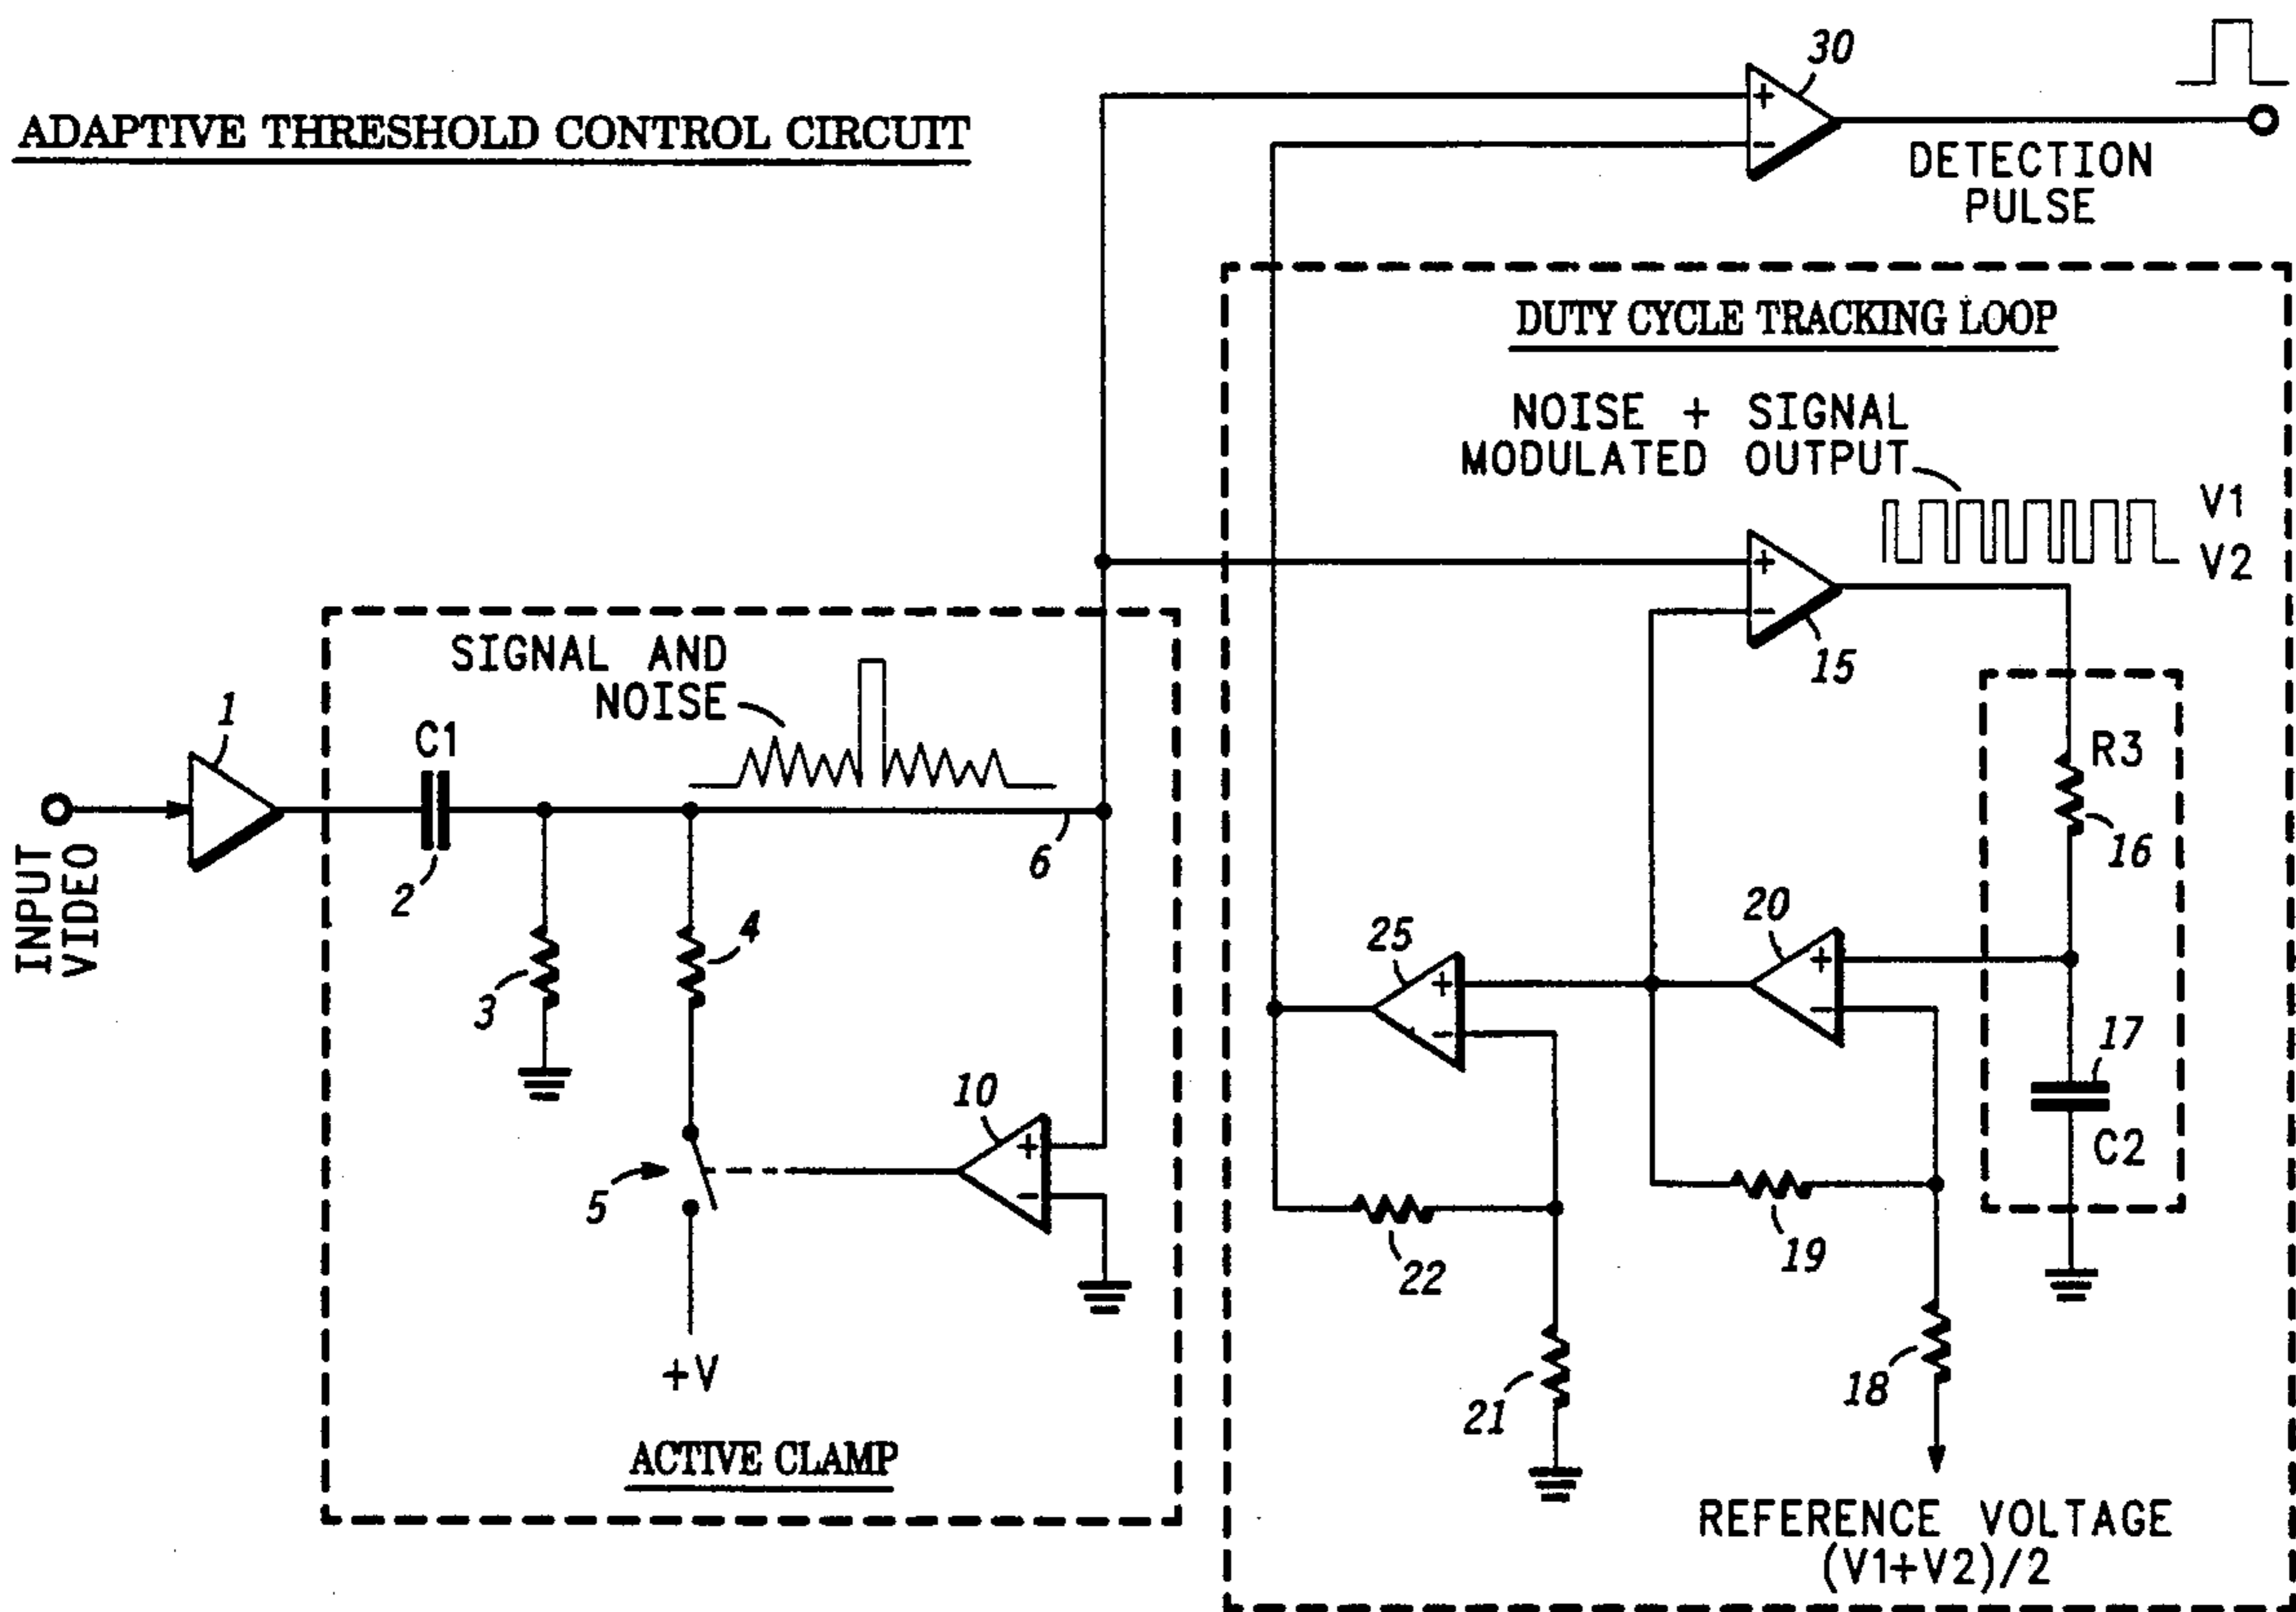 ADAPTIVE THRESHOLD CONTROL CIRCUIT
30
DETECTION
PULSE
DUTY CYCLE TRACKING LOOP
NOISE + SIGNAL
MODULATED OUTPUT
V1
V2
+
-
+
-
15
SIGNAL AND
NOISE
1
C1
2
INPUT
VIDEO
3
4
6
5
10
+
-
+V
ACTIVE CLAMP
R3
16
20
+
-
25
+
-
17
C2
19
22
21
18
REFERENCE VOLTAGE
(V1+V2)/2